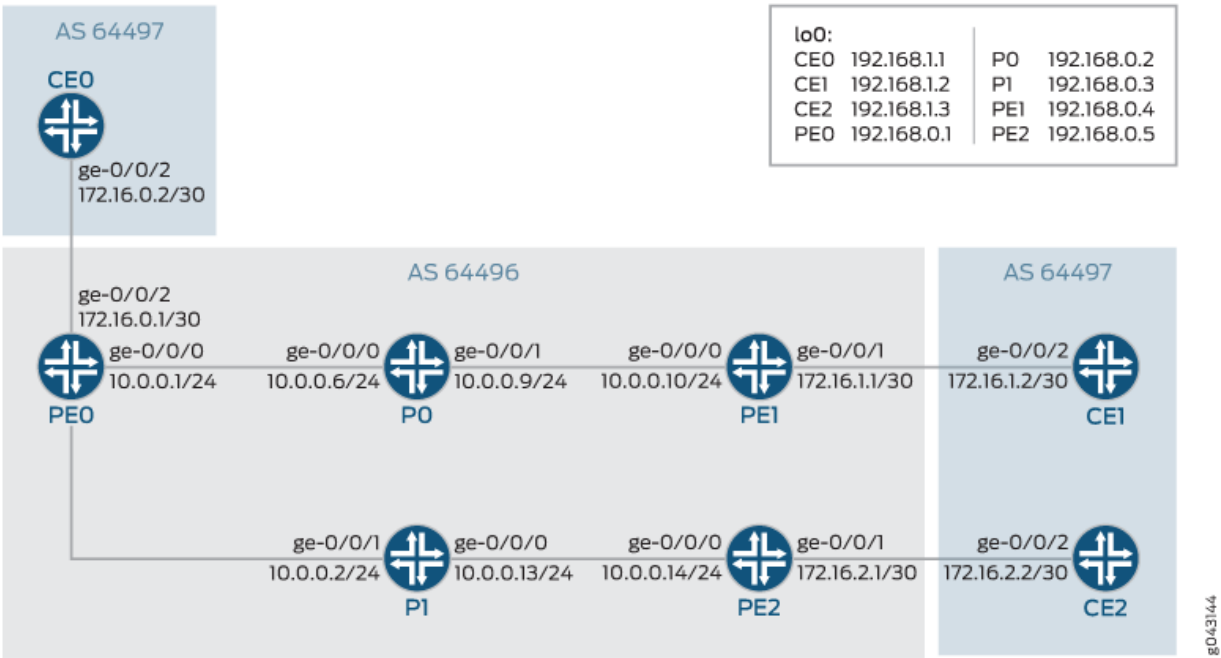 AS 64497
CE0
ge-0/0/2
172.16.0.2/30
lo0:
CE0 192.168.1.1 P0 192.168.0.2
CE1 192.168.1.2 P1 192.168.0.3
CE2 192.168.1.3 PE1 192.168.0.4
PE0 192.168.0.1 PE2 192.168.0.5
AS 64496
AS 64497
ge-0/0/2
172.16.0.1/30
ge-0/0/0
10.0.0.1/24
PE0
ge-0/0/0
10.0.0.6/24
ge-0/0/1
10.0.0.9/24
P0
ge-0/0/0
10.0.0.10/24
ge-0/0/1
172.16.1.1/30
PE1
ge-0/0/2
172.16.1.2/30
CE1
ge-0/0/1
10.0.0.2/24
ge-0/0/0
10.0.0.13/24
P1
ge-0/0/0
10.0.0.14/24
ge-0/0/1
172.16.2.1/30
PE2
ge-0/0/2
172.16.2.2/30
CE2
g043144